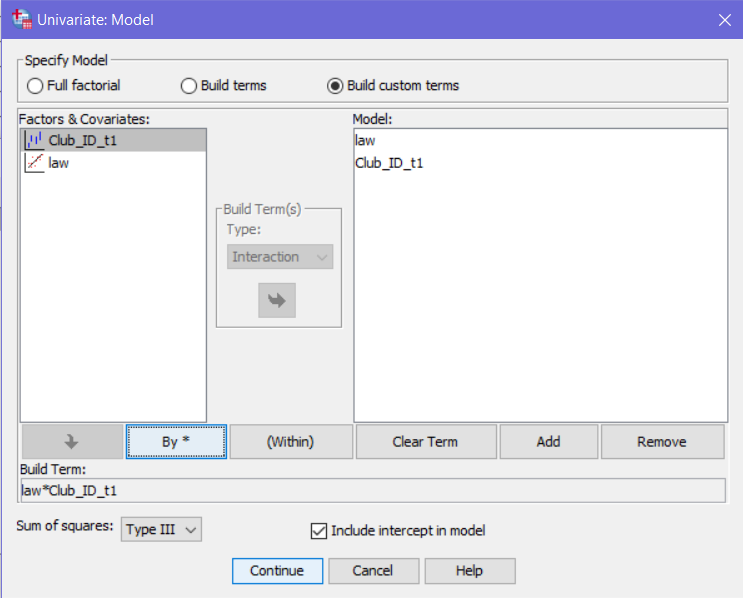 Univariate: Model
Specify Model
Full factorial
Build terms
Build custom terms
Factors & Covariates:
Club_ID_t1
law
Build Term(s)
Type:
Interaction
Model:
law
Club_ID_t1
By *
(Within)
Clear Term
Add
Remove
Build Term:
law*Club_ID_t1
Sum of squares:
Type III
Include intercept in model
Continue
Cancel
Help